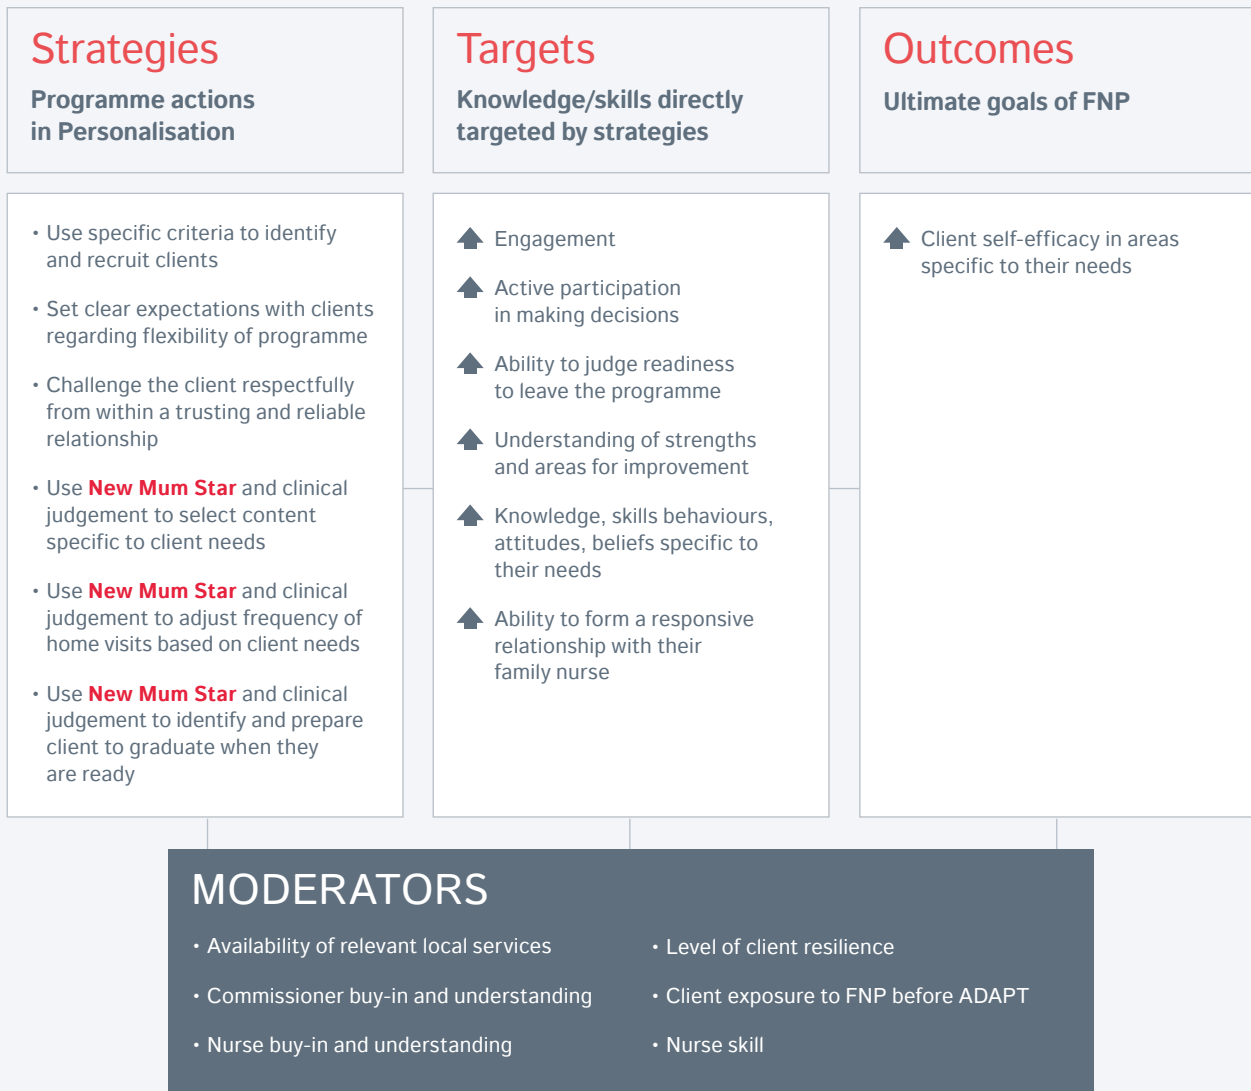 Strategies
Programme actions
in Personalisation
Targets
Knowledge/skills directly
targeted by strategies
Outcomes
Ultimate goals of FNP
• Use specific criteria to identify
and recruit clients
• Set clear expectations with clients
regarding flexibility of programme
• Challenge the client respectfully
from within a trusting and reliable
relationship
• Use New Mum Star and clinical
judgement to select content
specific to client needs
• Use New Mum Star and clinical
judgement to adjust frequency of
home visits based on client needs
• Use New Mum Star and clinical
judgement to identify and prepare
client to graduate when they
are ready
Engagement
Active participation
in making decisions
Ability to judge readiness
to leave the programme
Understanding of strengths
and areas for improvement
Knowledge, skills behaviours,
attitudes, beliefs specific to
their needs
Ability to form a responsive
relationship with their
family nurse
Client self-efficacy in areas
specific to their needs
MODERATORS
• Availability of relevant local services
• Commissioner buy-in and understanding
• Nurse buy-in and understanding
• Level of client resilience
• Client exposure to FNP before ADAPT
• Nurse skill